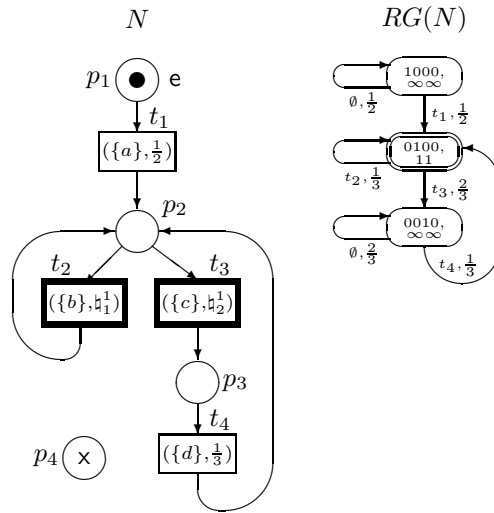 N
p₁ e
t₁
({a},½)
p₂
t₂ t₃
({b},♮¹₁) ({c},♮¹₂)
p₃
t₄
p₄ x ({d},⅓)
RG(N)
1000,
∞∞
∅,½
t₁,½
0100,
11
t₂,⅓
t₃,⅔
0010,
∞∞
∅,⅔
t₄,⅓